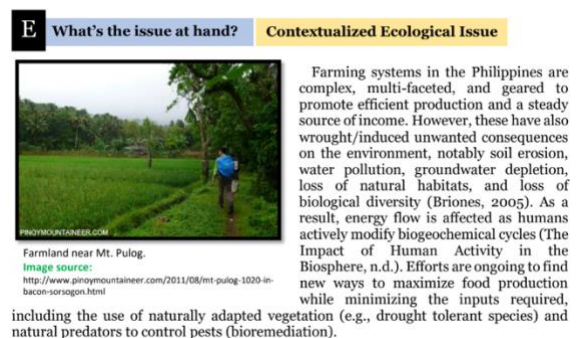 E What's the issue at hand? Contextualized Ecological Issue
PINOYMOUNTAINEER.COM
Farmland near Mt. Pulog.
Image source:
http://www.pinoymountaineer.com/2011/08/mt-pulog-1020-in-
bacon-sorsogon.html
Farming systems in the Philippines are
complex, multi-faceted, and geared to
promote efficient production and a steady
source of income. However, these have also
wrought/induced unwanted consequences
on the environment, notably soil erosion,
water pollution, groundwater depletion,
loss of natural habitats, and loss of
biological diversity (Briones, 2005). As a
result, energy flow is affected as humans
actively modify biogeochemical cycles (The
Impact of Human Activity in the
Biosphere, n.d.). Efforts are ongoing to find
new ways to maximize food production
while minimizing the inputs required,
including the use of naturally adapted vegetation (e.g., drought tolerant species) and
natural predators to control pests (bioremediation).